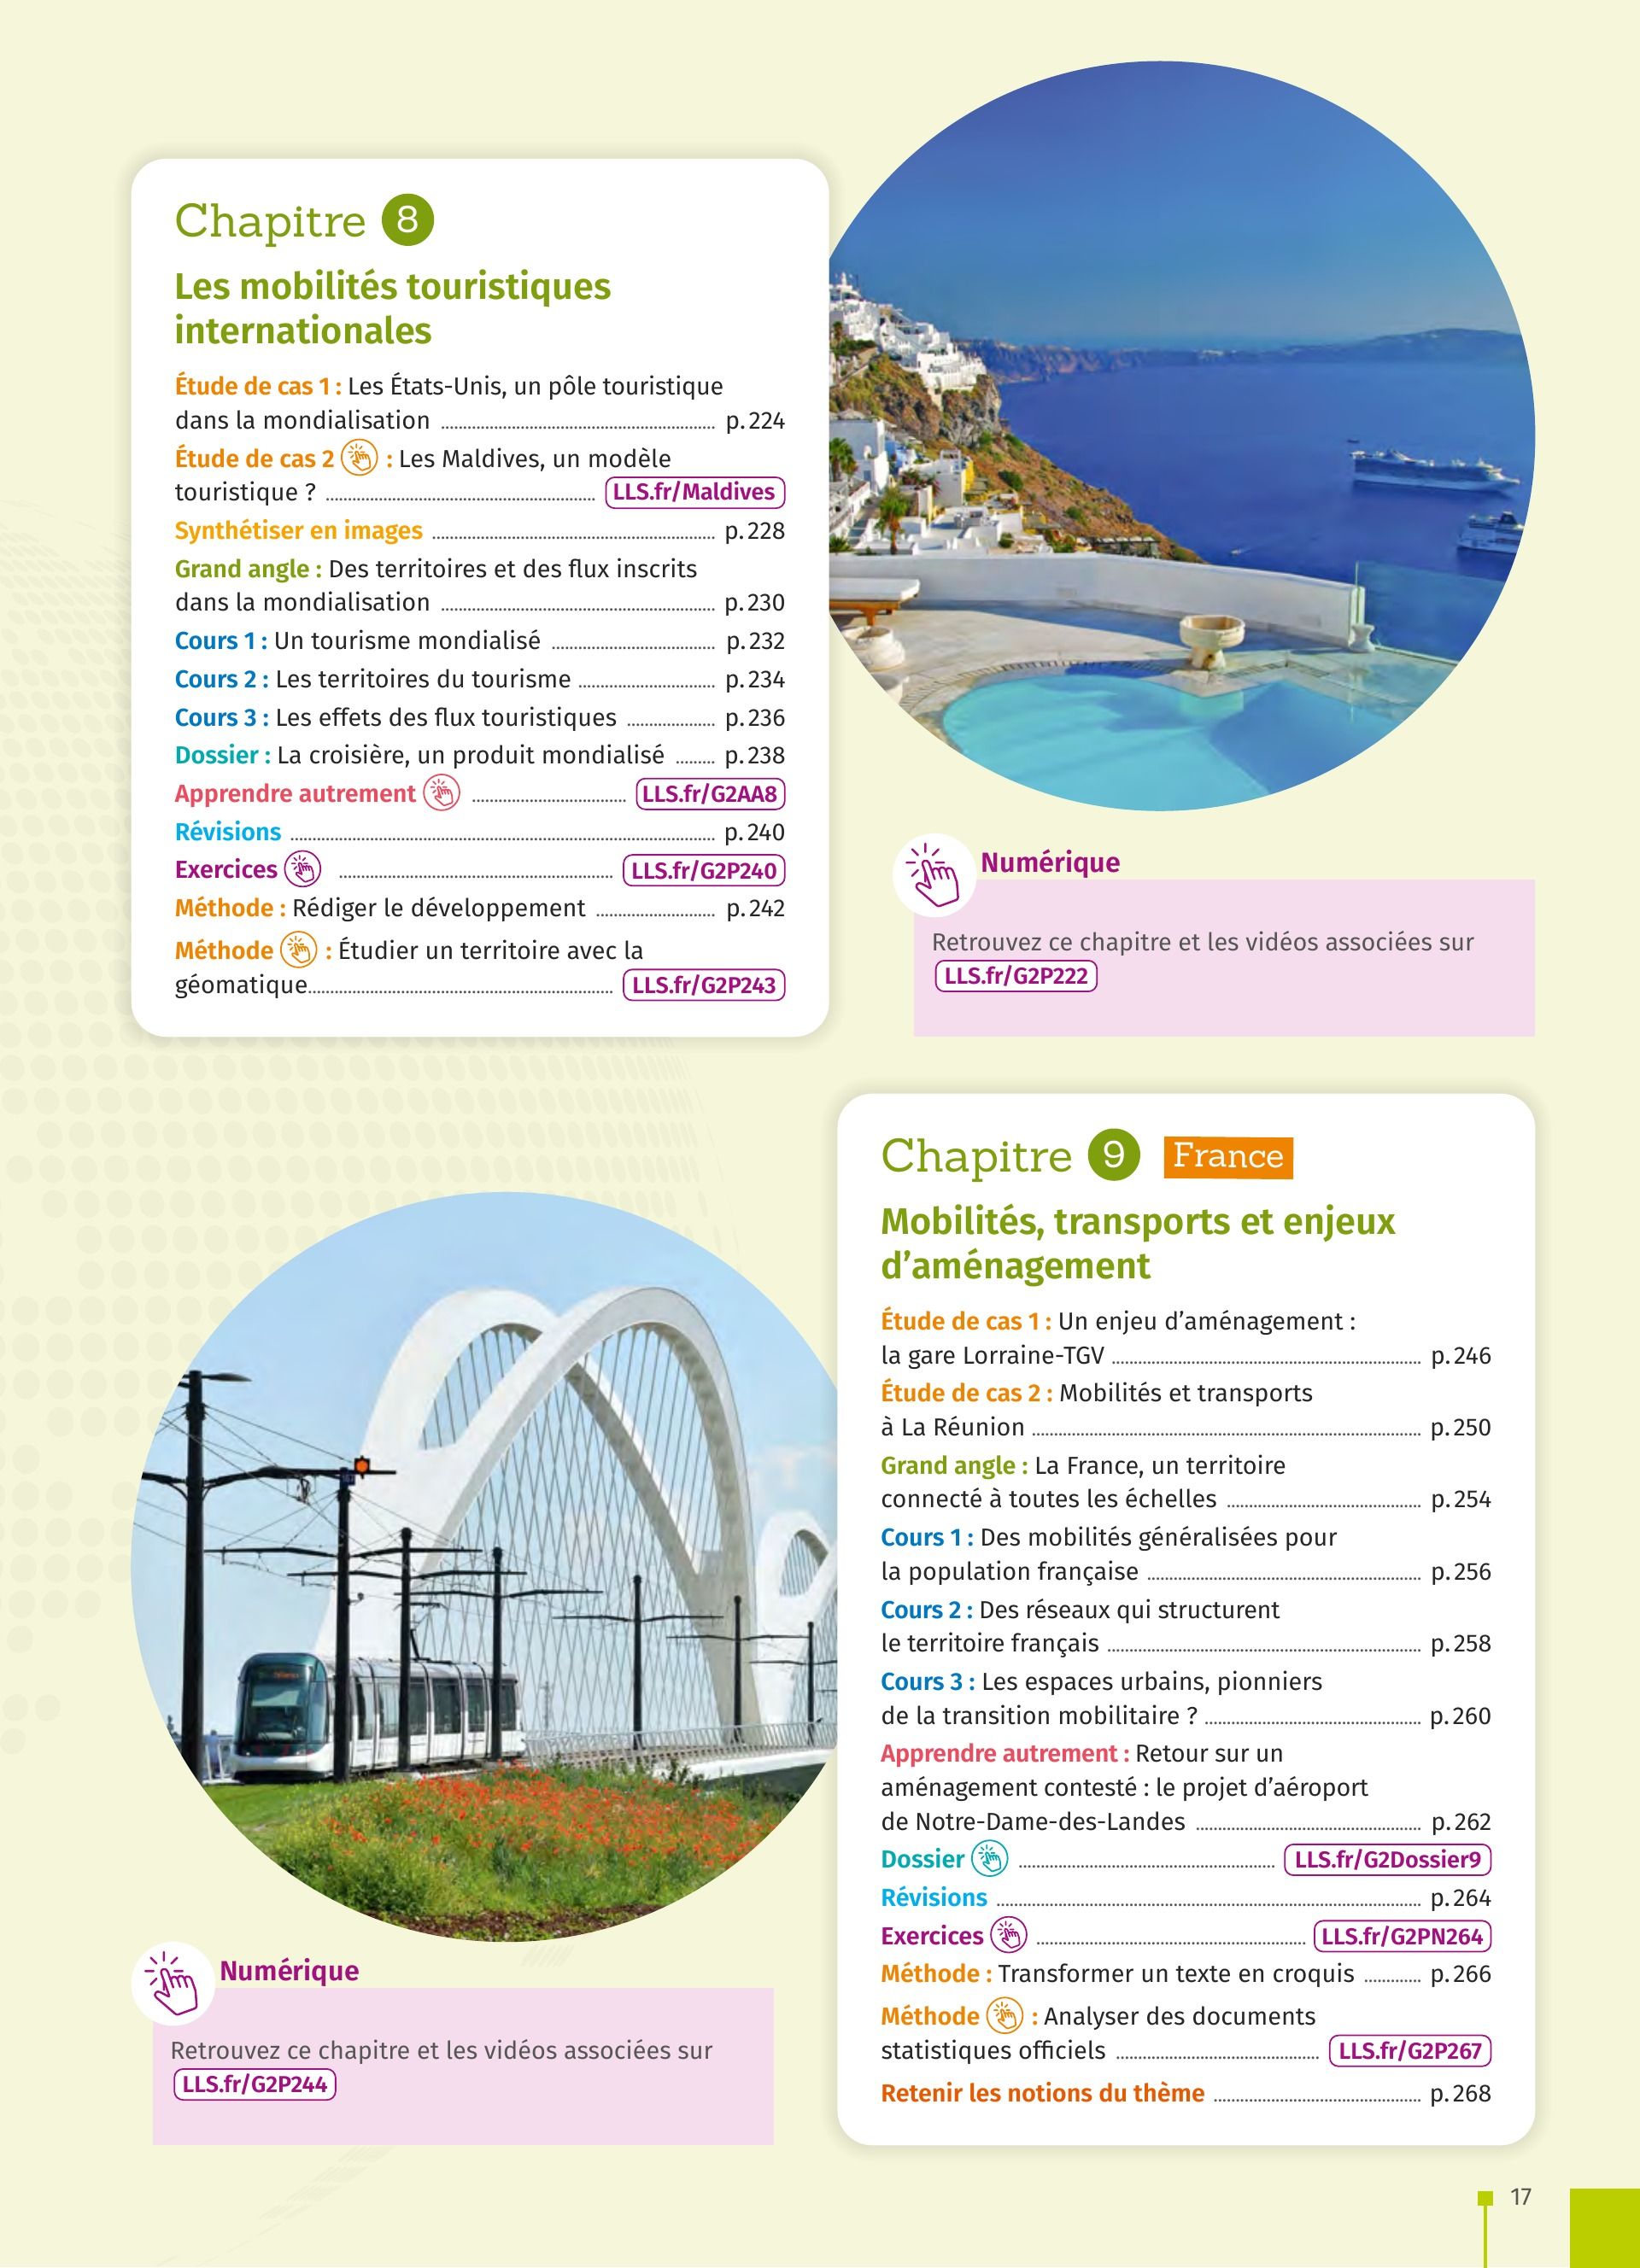 Chapitre 8
Les mobilités touristiques
internationales
Étude de cas 1 : Les États-Unis, un pôle touristique
dans la mondialisation ........ p. 224
Étude de cas 2 : Les Maldives, un modèle
touristique ? ........ LLS.fr/Maldives
Synthétiser en images ........ p. 228
Grand angle : Des territoires et des flux inscrits
dans la mondialisation ........ p. 230
Cours 1 : Un tourisme mondialisé ........ p. 232
Cours 2 : Les territoires du tourisme ........ p. 234
Cours 3 : Les effets des flux touristiques ........ p. 236
Dossier : La croisière, un produit mondialisé ........ p. 238
Apprendre autrement ........ LLS.fr/G2AA8
Révisions ........ p. 240
Exercices ........ LLS.fr/G2P240
Méthode : Rédiger le développement ........ p. 242
Méthode : Étudier un territoire avec la
géomatique ........ LLS.fr/G2P243
Numérique
Retrouvez ce chapitre et les vidéos associées sur
LLS.fr/G2P222
Chapitre 9 France
Mobilités, transports et enjeux
d'aménagement
Étude de cas 1 : Un enjeu d'aménagement :
la gare Lorraine-TGV ........ p. 246
Étude de cas 2 : Mobilités et transports
à La Réunion ........ p. 250
Grand angle : La France, un territoire
connecté à toutes les échelles ........ p. 254
Cours 1 : Des mobilités généralisées pour
la population française ........ p. 256
Cours 2 : Des réseaux qui structurent
le territoire français ........ p. 258
Cours 3 : Les espaces urbains, pionniers
de la transition mobilitaire ? ........ p. 260
Apprendre autrement : Retour sur un
aménagement contesté : le projet d'aéroport
de Notre-Dame-des-Landes ........ p. 262
Dossier ........ LLS.fr/G2Dossier9
Révisions ........ p. 264
Exercices ........ LLS.fr/G2PN264
Méthode : Transformer un texte en croquis ........ p. 266
Méthode : Analyser des documents
statistiques officiels ........ LLS.fr/G2P267
Retenir les notions du thème ........ p. 268
Numérique
Retrouvez ce chapitre et les vidéos associées sur
LLS.fr/G2P244
17